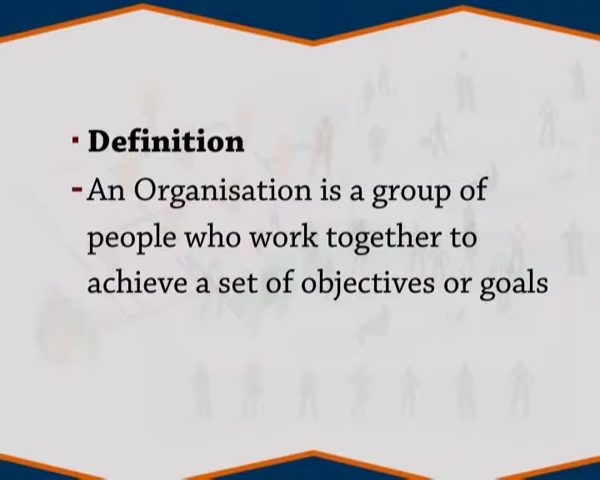 ▪ Definition
-An Organisation is a group of
people who work together to
achieve a set of objectives or goals